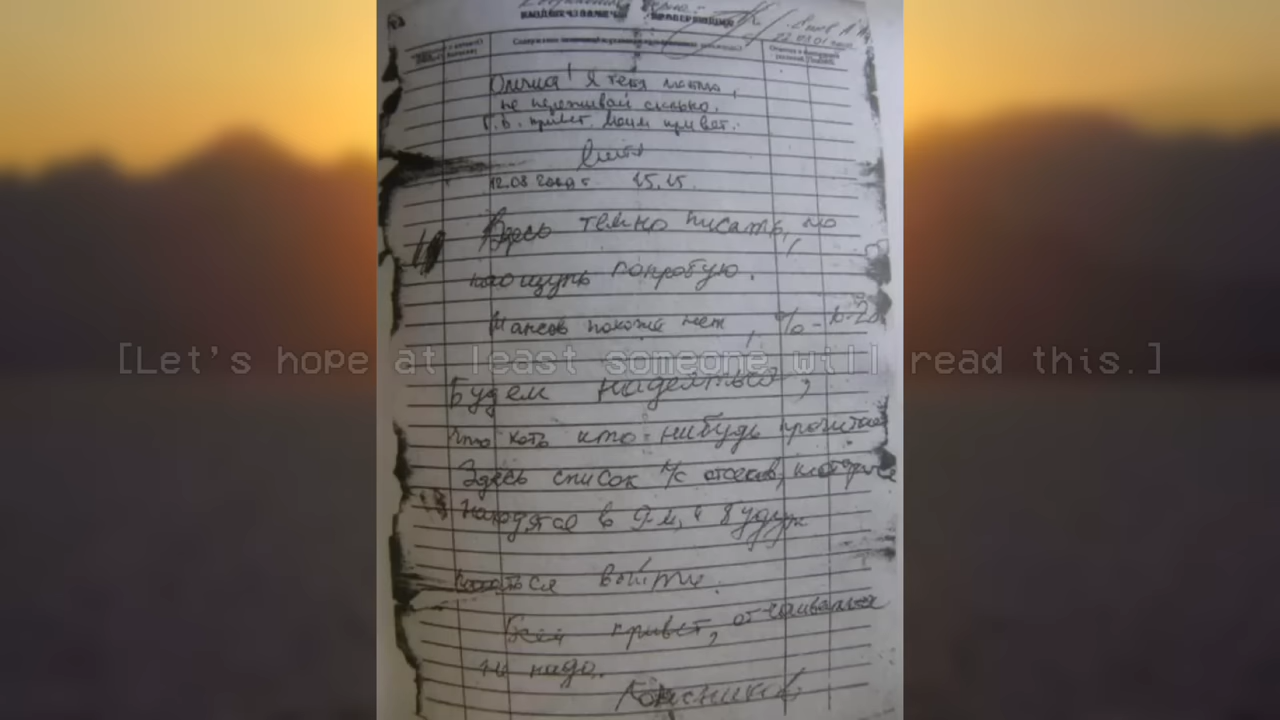 Олечка! Я тебя люблю,
не переживай сильно.
Г.В. привет. Моим привет.
Митя
12.08 2000 г 15.15.
Здесь темно писать, но
наощупь попробую.
Шансов похоже нет, % - 10-20
[Let's hope at least someone will read this.]
Будем надеяться,
что хоть кто-нибудь прочитает
Здесь список л/с отсеков, которые
находятся в 9-м, и будут
пытаться выйти.
Всем привет, отчаиваться
не надо.
Колесников